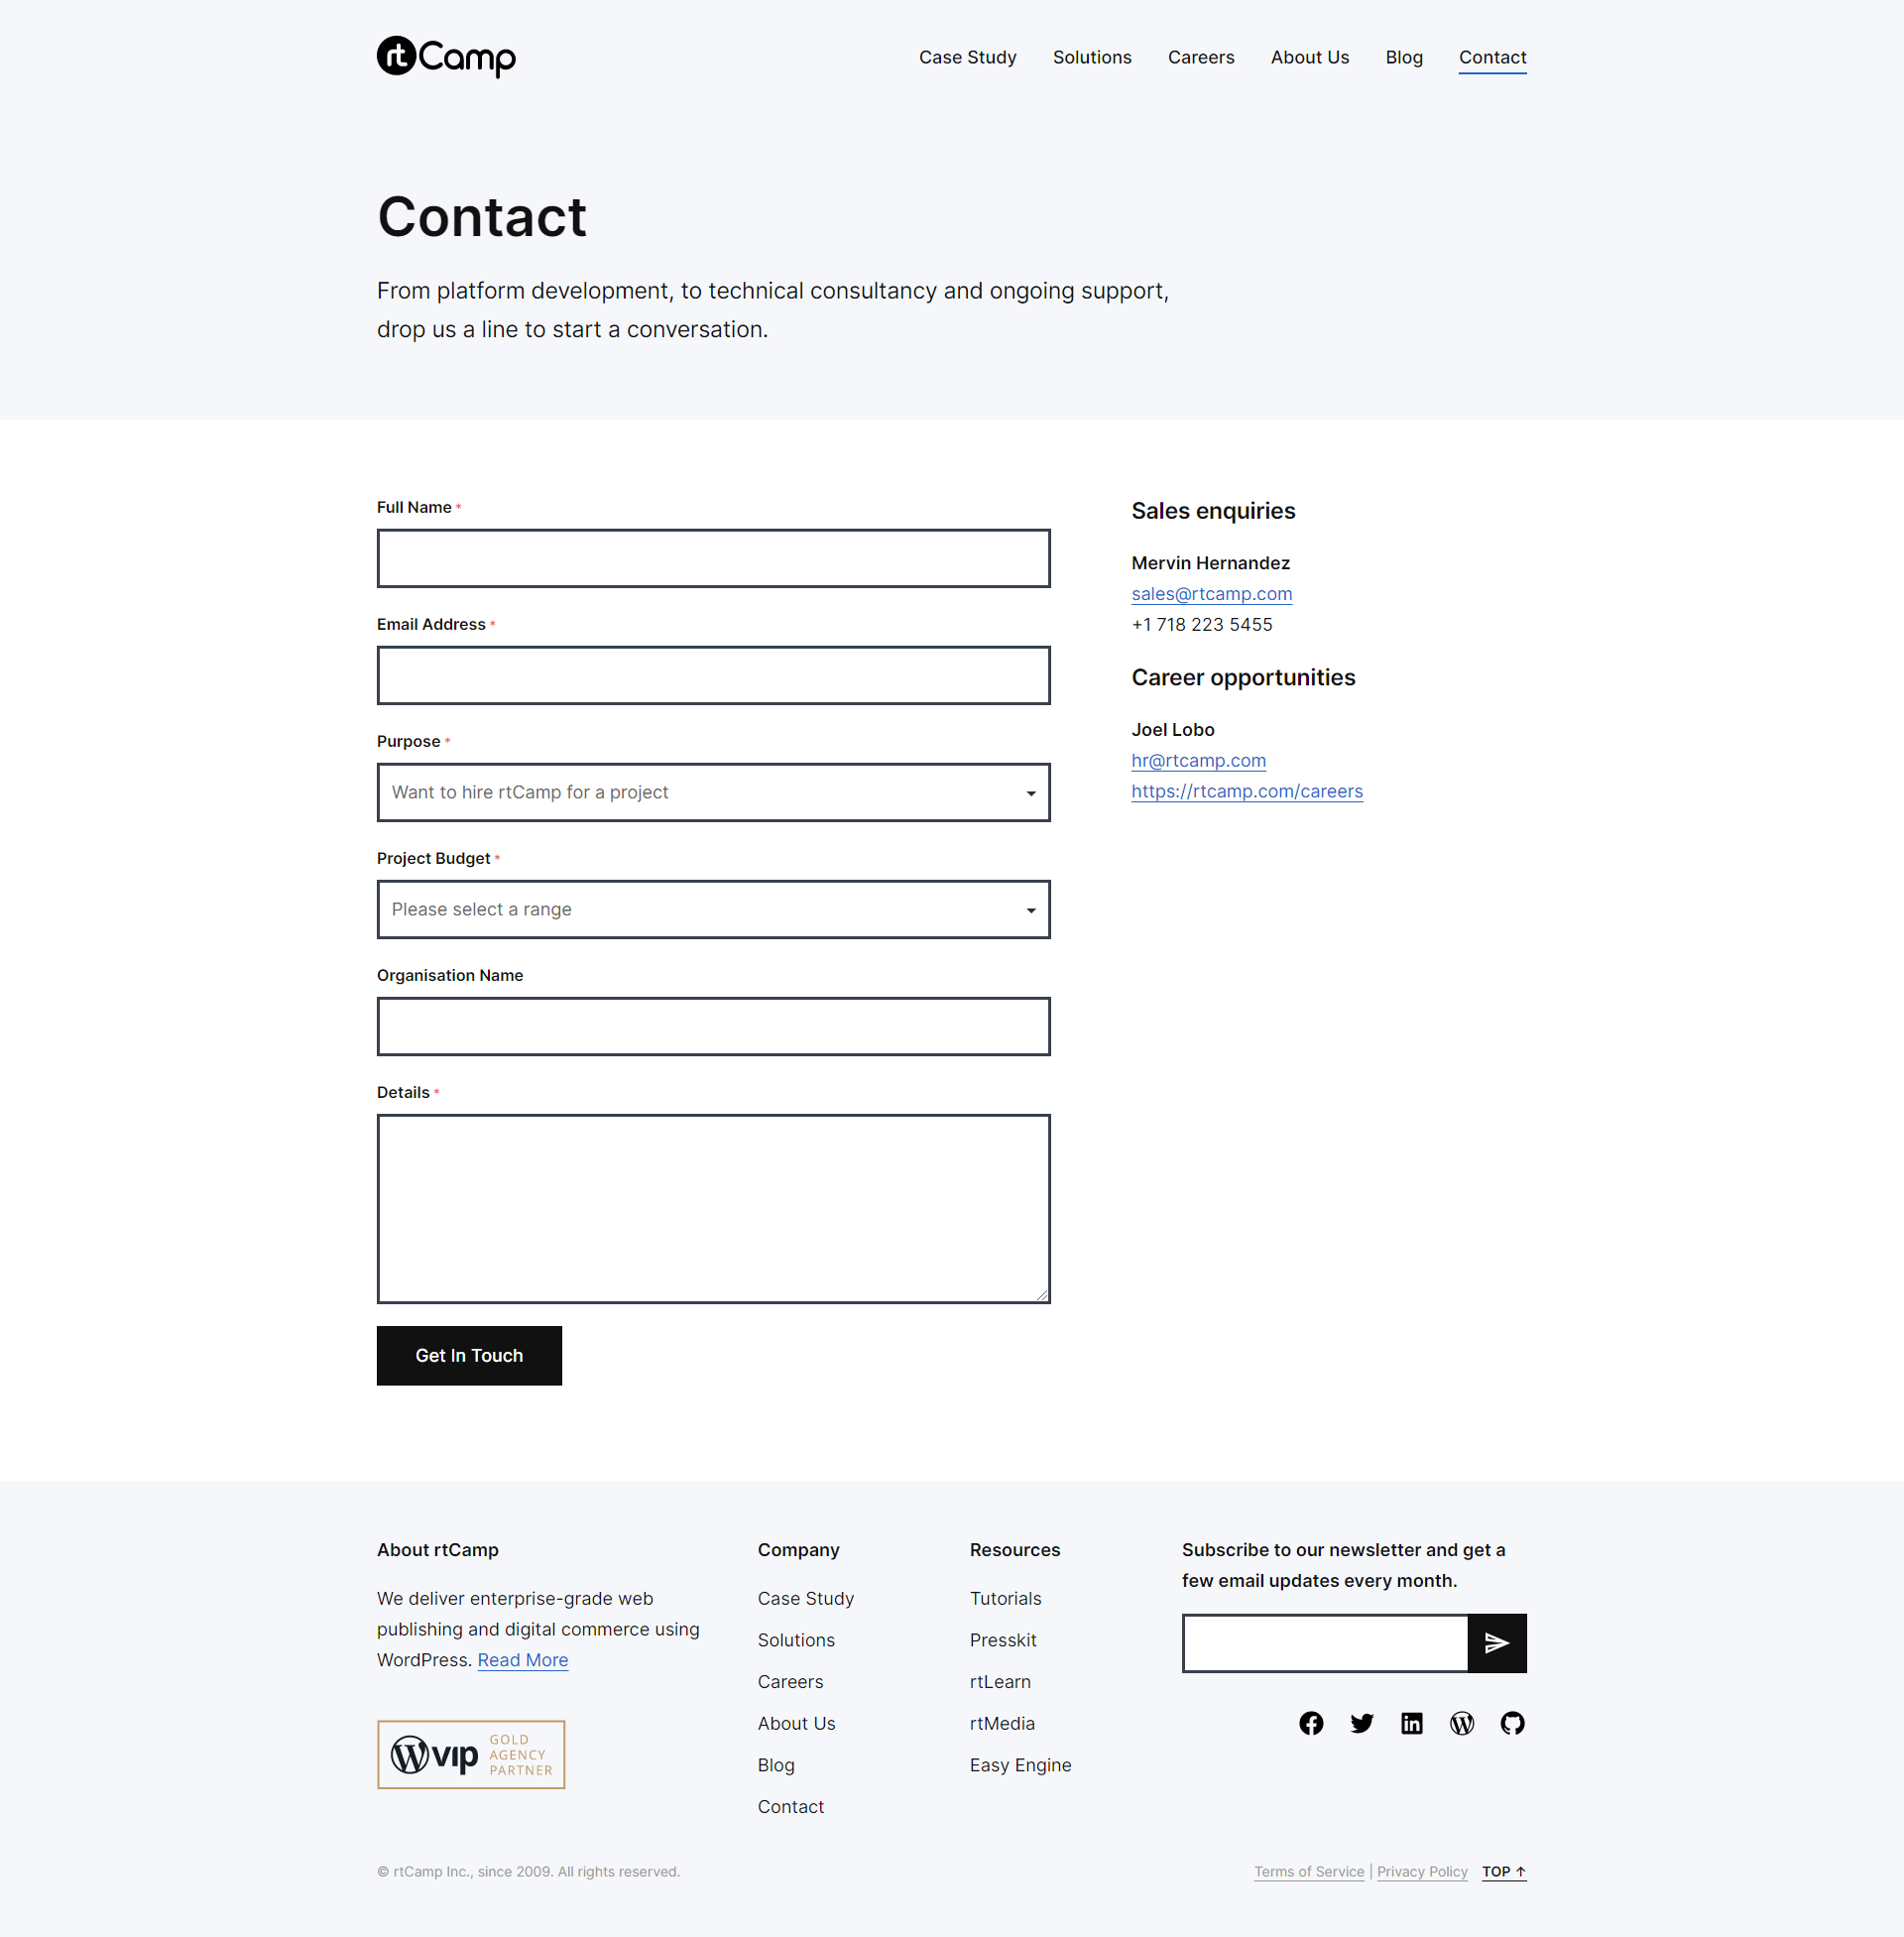 rtCamp
Case Study Solutions Careers About Us Blog Contact
Contact
From platform development, to technical consultancy and ongoing support,
drop us a line to start a conversation.
Full Name *
Email Address *
Purpose *
Want to hire rtCamp for a project
Project Budget *
Please select a range
Organisation Name
Details *
Get In Touch
Sales enquiries
Mervin Hernandez
sales@rtcamp.com
+1 718 223 5455
Career opportunities
Joel Lobo
hr@rtcamp.com
https://rtcamp.com/careers
About rtCamp
We deliver enterprise-grade web
publishing and digital commerce using
WordPress. Read More
W vip
GOLD
AGENCY
PARTNER
Company
Case Study
Solutions
Careers
About Us
Blog
Contact
Resources
Tutorials
Presskit
rtLearn
rtMedia
Easy Engine
Subscribe to our newsletter and get a
few email updates every month.
© rtCamp Inc., since 2009. All rights reserved.
Terms of Service | Privacy Policy TOP ↑